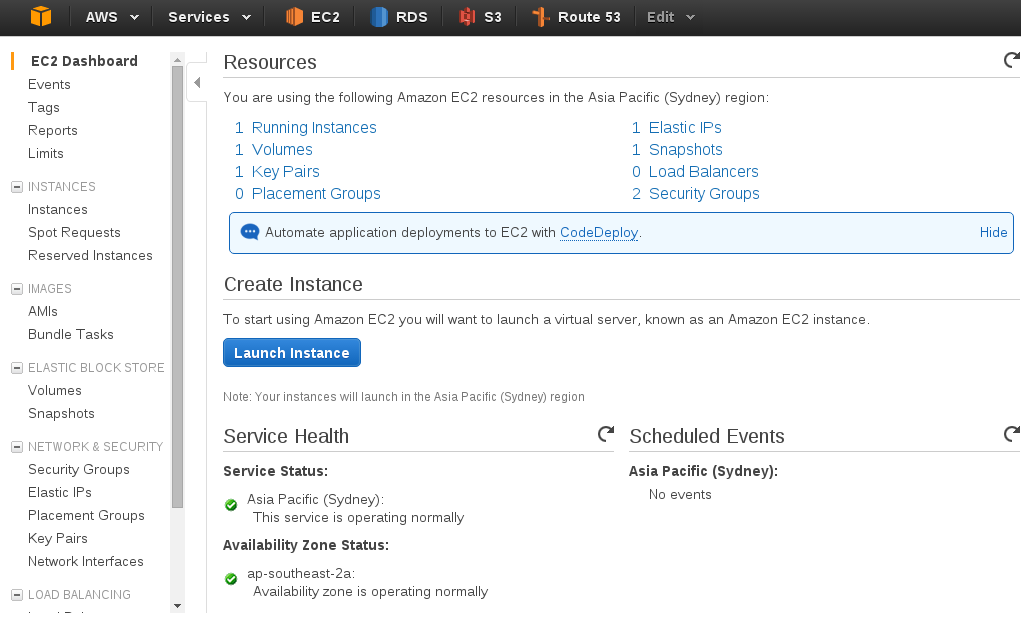 AWS Services EC2 RDS S3 Route 53 Edit
EC2 Dashboard
Events
Tags
Reports
Limits
INSTANCES
Instances
Spot Requests
Reserved Instances
IMAGES
AMIs
Bundle Tasks
ELASTIC BLOCK STORE
Volumes
Snapshots
NETWORK & SECURITY
Security Groups
Elastic IPs
Placement Groups
Key Pairs
Network Interfaces
LOAD BALANCING
Resources
You are using the following Amazon EC2 resources in the Asia Pacific (Sydney) region:
1 Running Instances
1 Volumes
1 Key Pairs
0 Placement Groups
1 Elastic IPs
1 Snapshots
0 Load Balancers
2 Security Groups
Automate application deployments to EC2 with CodeDeploy. Hide
Create Instance
To start using Amazon EC2 you will want to launch a virtual server, known as an Amazon EC2 instance.
Launch Instance
Note: Your instances will launch in the Asia Pacific (Sydney) region
Service Health
Service Status:
Asia Pacific (Sydney):
This service is operating normally
Availability Zone Status:
ap-southeast-2a:
Availability zone is operating normally
Scheduled Events
Asia Pacific (Sydney):
No events